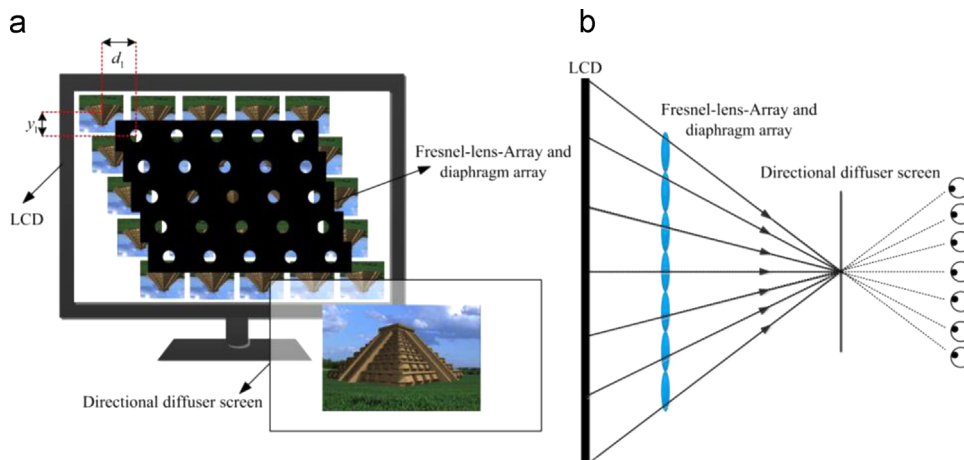 a
d₁
y₁
LCD
Fresnel-lens-Array and
diaphragm array
Directional diffuser screen
b
LCD
Fresnel-lens-Array and
diaphragm array
Directional diffuser screen